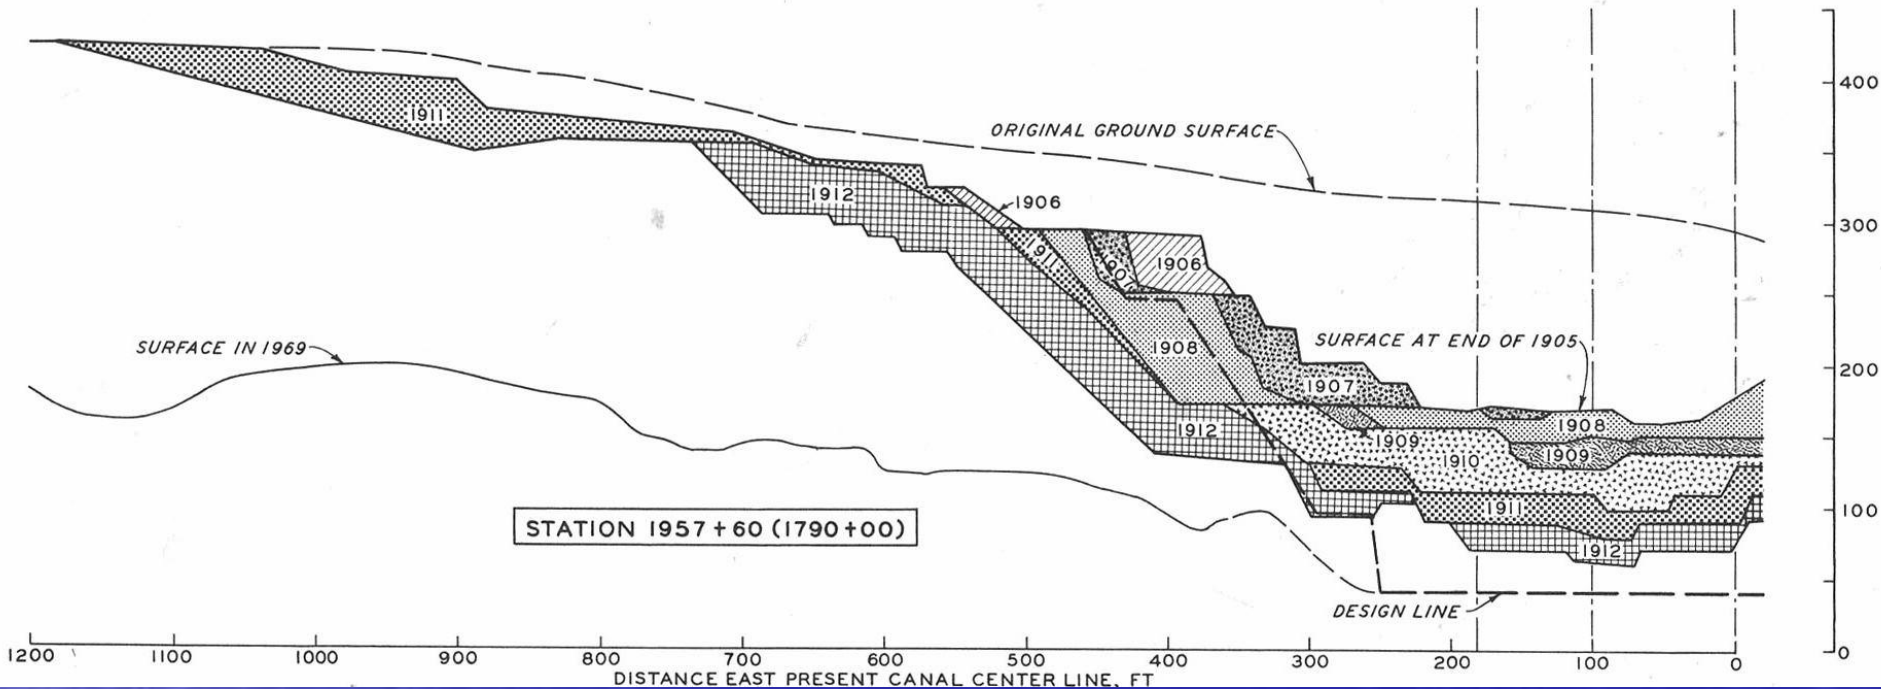 400
1911
ORIGINAL GROUND SURFACE
1912
1906
300
1911
1907
1906
SURFACE IN 1969
SURFACE AT END OF 1905
1908
200
1907
1908
1912
1909
1910
1909
STATION 1957+60 (1790+00)
1911
100
1912
DESIGN LINE
0
1200 1100 1000 900 800 700 600 500 400 300 200 100 0
DISTANCE EAST PRESENT CANAL CENTER LINE, FT